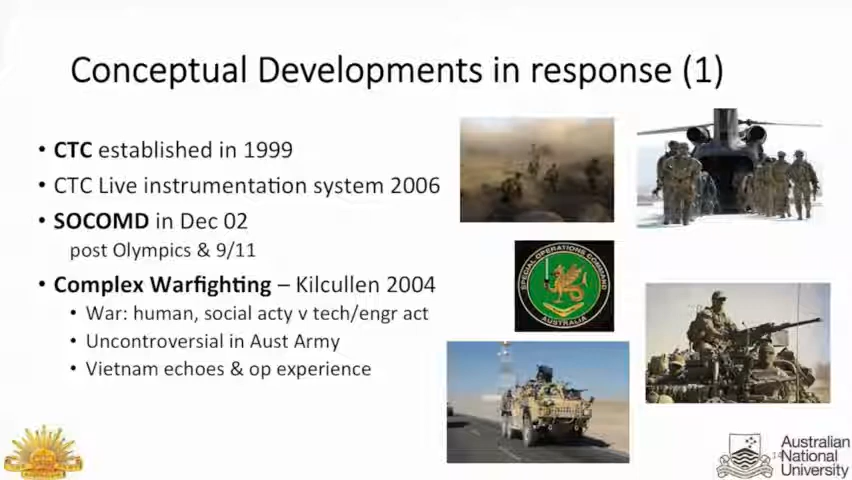 Conceptual Developments in response (1)
• CTC established in 1999
• CTC Live instrumentation system 2006
• SOCOMD in Dec 02
post Olympics & 9/11
• Complex Warfighting – Kilcullen 2004
• War: human, social acty v tech/engr act
• Uncontroversial in Aust Army
• Vietnam echoes & op experience
SPECIAL OPERATIONS COMMAND
AUSTRALIA
Australian
National
University